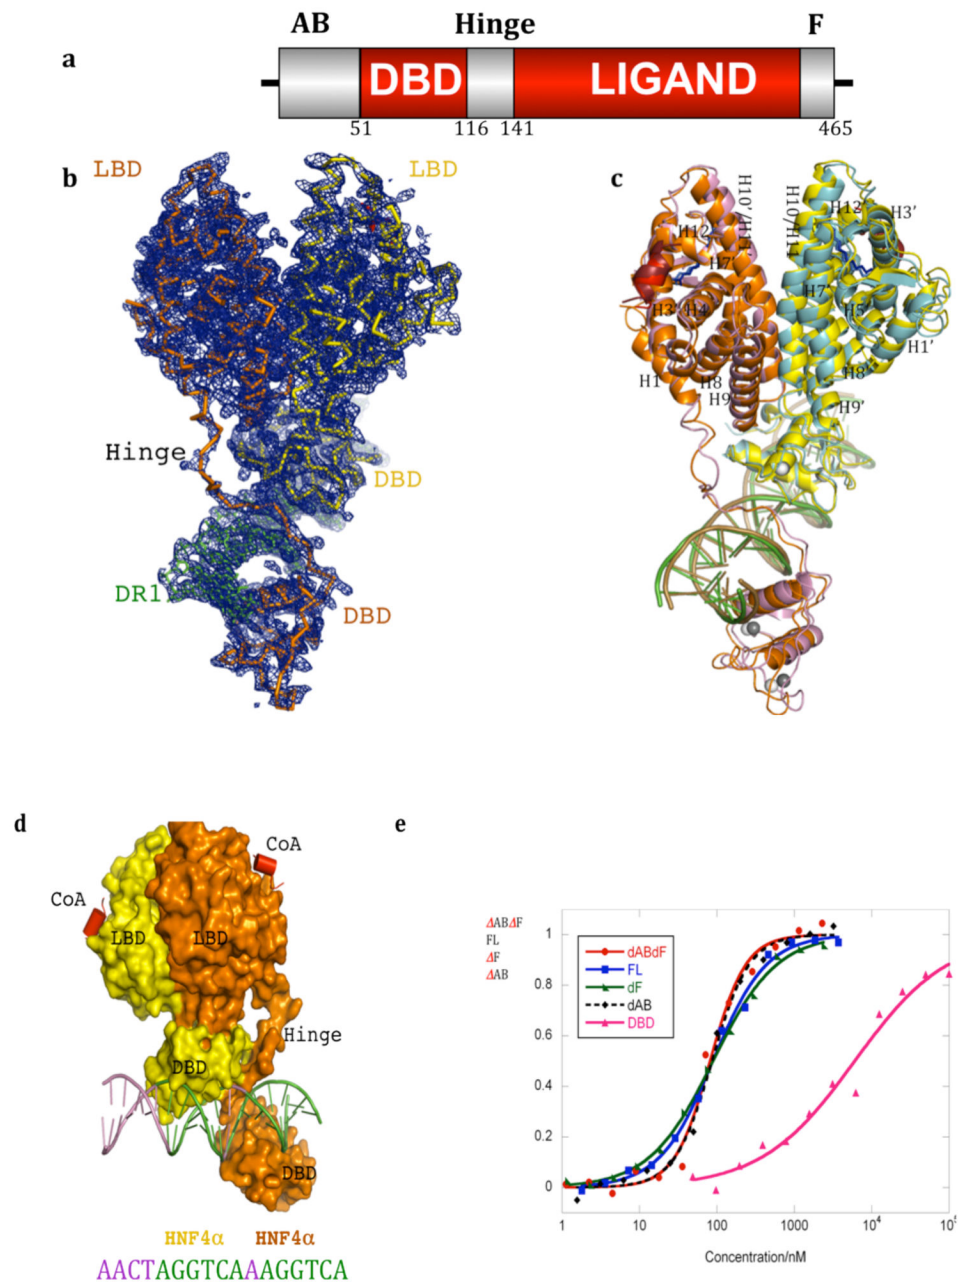 AB Hinge F
a
DBD LIGAND
51 116 141 465
b
LBD LBD
Hinge
DBD
DR1
DBD
c
H10'/H11
H10'/H11
H12' H12' H3'
H7'
H3' H4 H7' H5'
H1 H8 H8' H1'
H9 H9'
d
CoA
CoA
LBD LBD
Hinge
DBD
DBD
HNF4α HNF4α
AACTAGGTCAAAGGTCA
e
ΔABΔF
FL
ΔF
ΔAB
dABdF
FL
dF
dAB
DBD
1
0.8
0.6
0.4
0.2
0
1 10 100 1000 10⁴ 10⁵
Concentration/nM